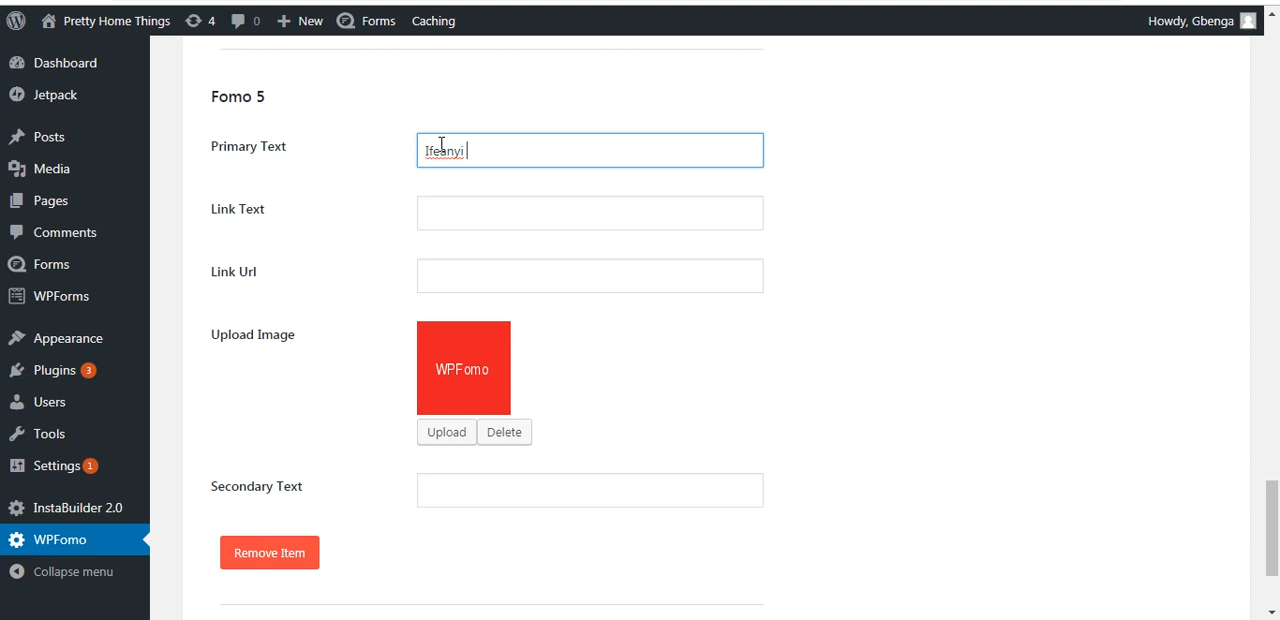 Pretty Home Things 4 0 New Forms Caching Howdy, Gbenga
Dashboard
Jetpack
Posts
Media
Pages
Comments
Forms
WPForms
Appearance
Plugins 3
Users
Tools
Settings 1
InstaBuilder 2.0
WPFomo
Collapse menu
Fomo 5
Primary Text Ifeanyi
Link Text
Link Url
Upload Image
WPFomo
Upload Delete
Secondary Text
Remove Item